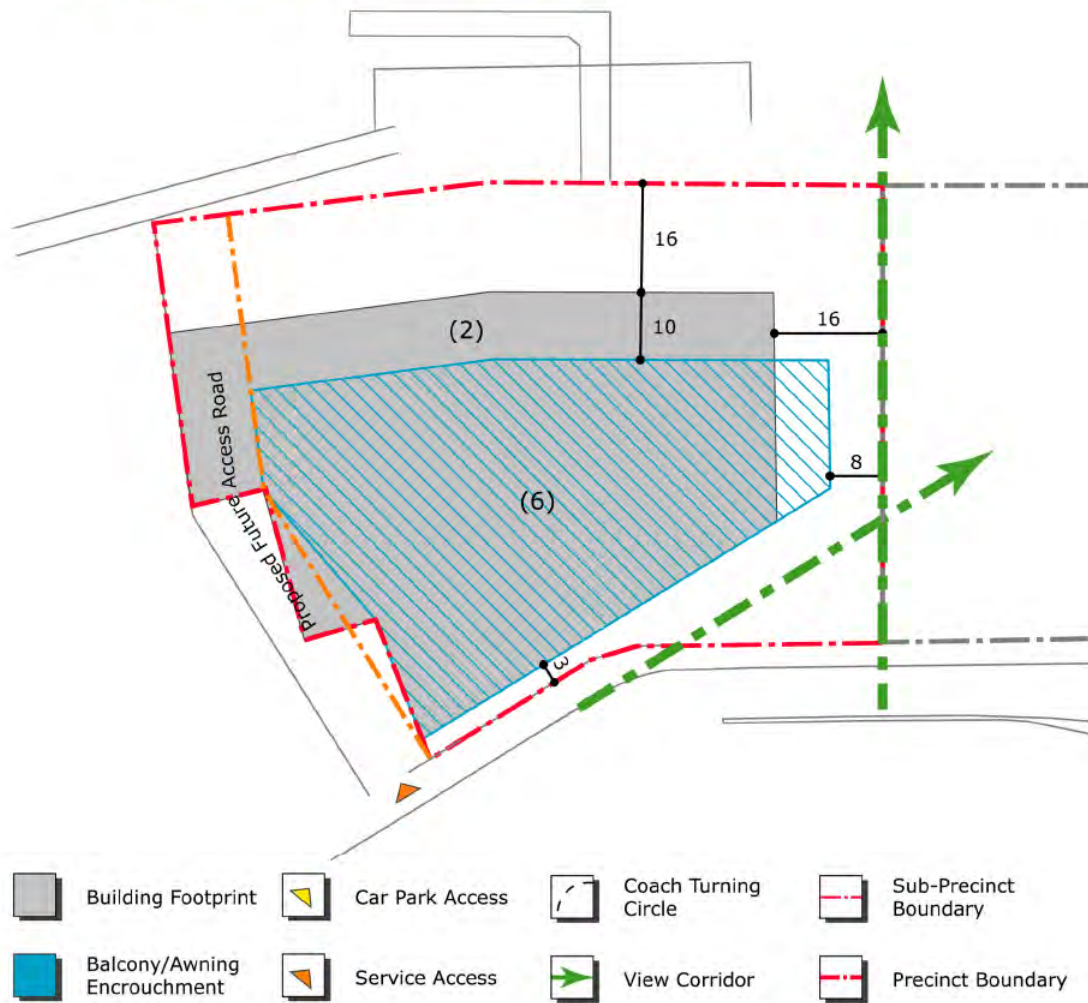 16
(2)
10
16
Proposed Future Access Road
8
(6)
3
Building Footprint
Car Park Access
Coach Turning
Circle
Sub-Precinct
Boundary
Balcony/Awning
Encrouchment
Service Access
View Corridor
Precinct Boundary